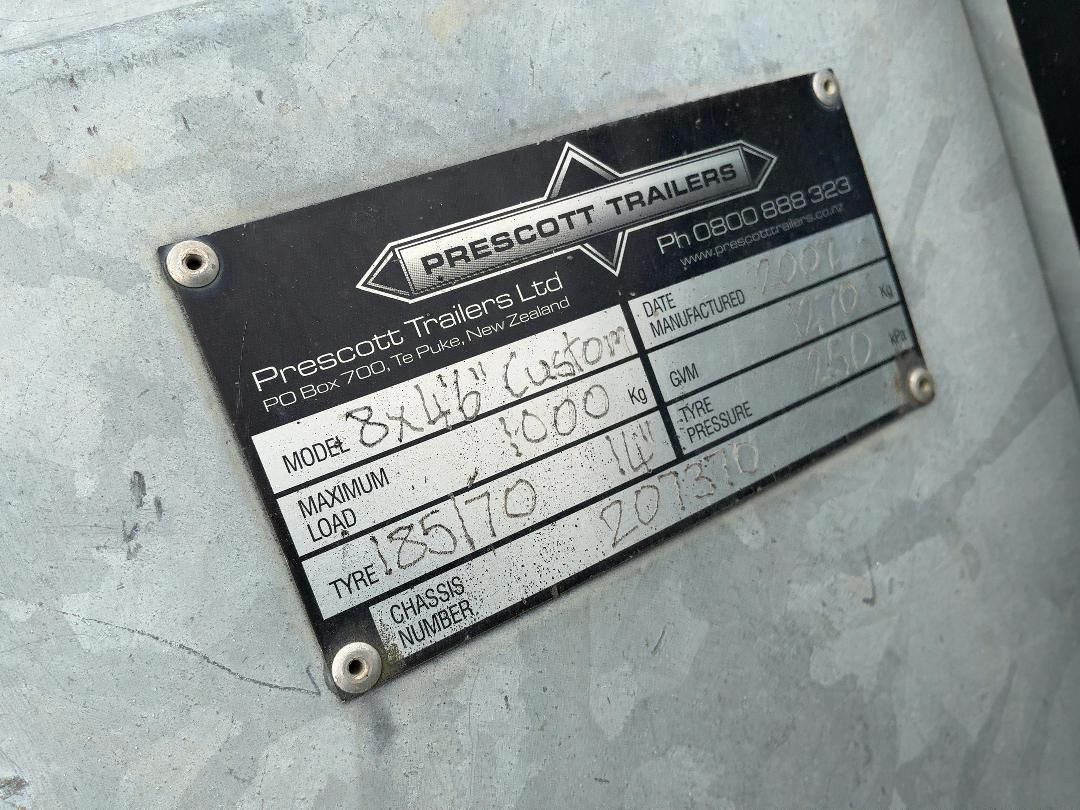 PRESCOTT TRAILERS
Prescott Trailers Ltd
PO Box 700, Te Puke, New Zealand
Ph 0800 888 323
www.prescotttrailers.co.nz
MODEL 8x4'6" Custom
MAXIMUM
LOAD 1000 Kg
TYRE 185/70 14"
DATE
MANUFACTURED
GVM 1270 Kg
TYRE
PRESSURE 250 kPa
CHASSIS
NUMBER 207370